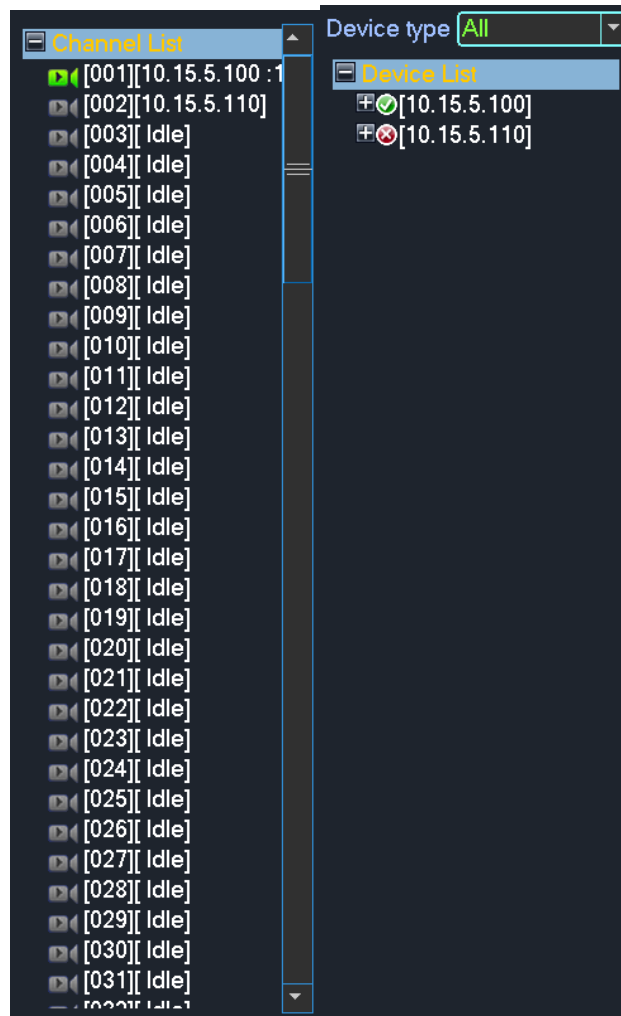 Channel List
[001][10.15.5.100 :1
[002][10.15.5.110]
[003][ Idle]
[004][ Idle]
[005][ Idle]
[006][ Idle]
[007][ Idle]
[008][ Idle]
[009][ Idle]
[010][ Idle]
[011][ Idle]
[012][ Idle]
[013][ Idle]
[014][ Idle]
[015][ Idle]
[016][ Idle]
[017][ Idle]
[018][ Idle]
[019][ Idle]
[020][ Idle]
[021][ Idle]
[022][ Idle]
[023][ Idle]
[024][ Idle]
[025][ Idle]
[026][ Idle]
[027][ Idle]
[028][ Idle]
[029][ Idle]
[030][ Idle]
[031][ Idle]
Device type All
Device List
[10.15.5.100]
[10.15.5.110]